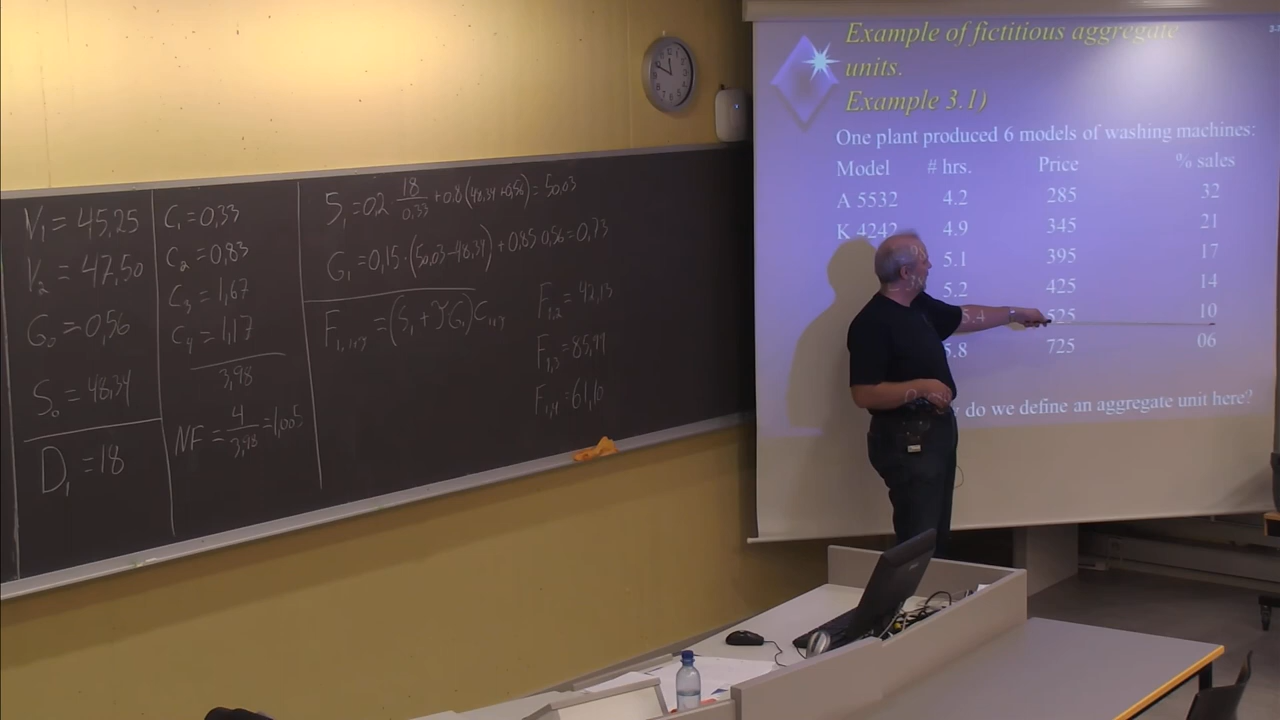 V₁ = 45,25
V₂ = 47,50
G₀ = 0,56
S₀ = 48,34
D₁ = 18
C₁ = 0,33
C₂ = 0,83
C₃ = 1,67
C₄ = 1,17
3,98
NF = 4/3,98 = 1,005
S₁ = 0,2 18/0,33 + 0.8(48,34 + 0,56) = 50,03
G₁ = 0,15·(50,03-48,34) + 0,85·0,56 = 0,73
F₁,₂ = 42,13
F₁,₃ = 85,99
F₁,₄ = 61,10
Example of fictitious aggregate
units.
Example 3.1)
One plant produced 6 models of washing machines:
Model # hrs. Price % sales
A 5532 4.2 285 32
K 4242 4.9 345 21
5.1 395 17
5.2 425 14
5.4 525 10
5.8 725 06
do we define an aggregate unit here?